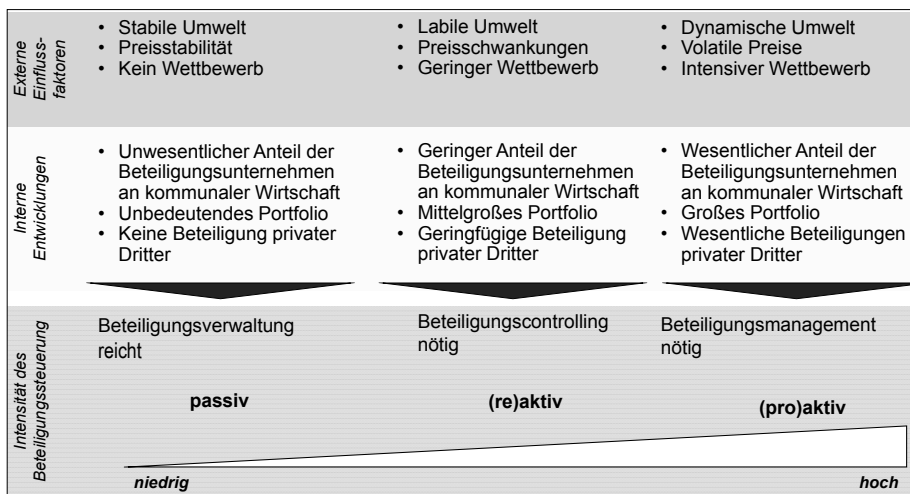 Externe
Einfluss-
faktoren
• Stabile Umwelt
• Preisstabilität
• Kein Wettbewerb
• Labile Umwelt
• Preisschwankungen
• Geringer Wettbewerb
• Dynamische Umwelt
• Volatile Preise
• Intensiver Wettbewerb
Interne
Entwicklungen
• Unwesentlicher Anteil der
Beteiligungsunternehmen
an kommunaler Wirtschaft
• Unbedeutendes Portfolio
• Keine Beteiligung privater
Dritter
• Geringer Anteil der
Beteiligungsunternehmen
an kommunaler Wirtschaft
• Mittelgroßes Portfolio
• Geringfügige Beteiligung
privater Dritter
• Wesentlicher Anteil der
Beteiligungsunternehmen
an kommunaler Wirtschaft
• Großes Portfolio
• Wesentliche Beteiligungen
privater Dritter
Intensität des
Beteiligungssteuerung
Beteiligungsverwaltung
reicht
Beteiligungscontrolling
nötig
Beteiligungsmanagement
nötig
passiv
(re)aktiv
(pro)aktiv
niedrig
hoch